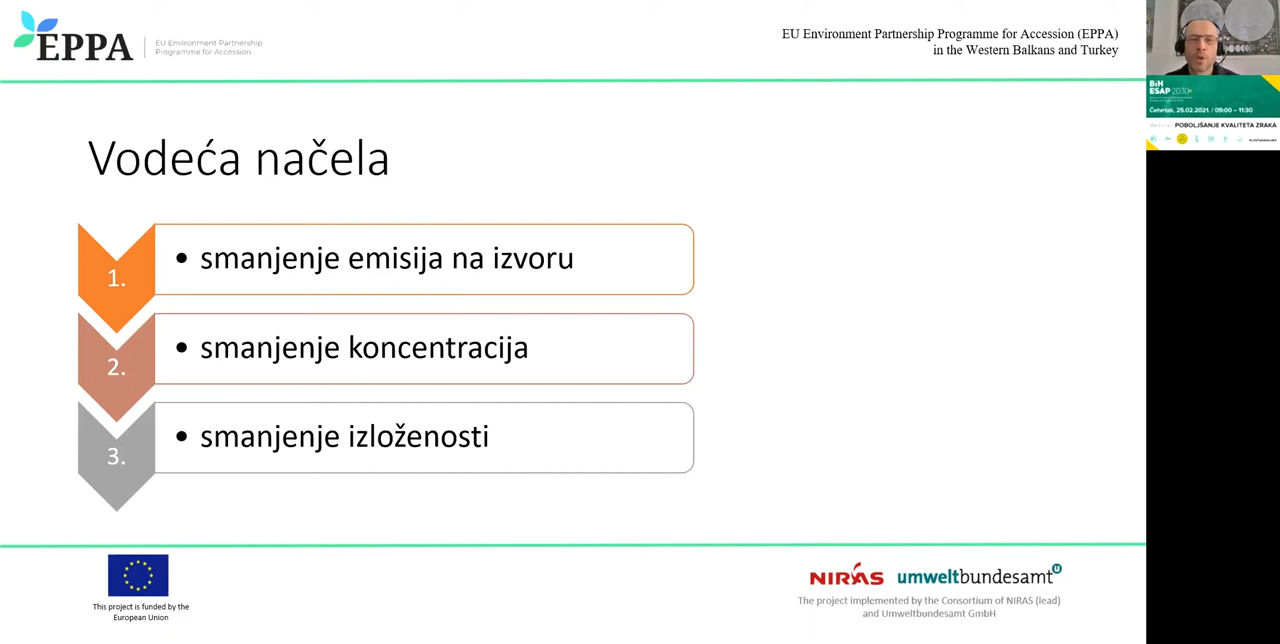 EPPA
EU Environment Partnership
Programme for Accession
EU Environment Partnership Programme for Accession (EPPA)
in the Western Balkans and Turkey
BiH
ESAP 2030+
Četvrtak, 25.02.2021. / 09:00 – 11:30
POBOLJŠANJE KVALITETA ZRAKA
Vodeća načela
1.
• smanjenje emisija na izvoru
2.
• smanjenje koncentracija
3.
• smanjenje izloženosti
This project is funded by the
European Union
NIRAS
umweltbundesamt
The project implemented by the Consortium of NIRAS (lead)
and Umweltbundesamt GmbH